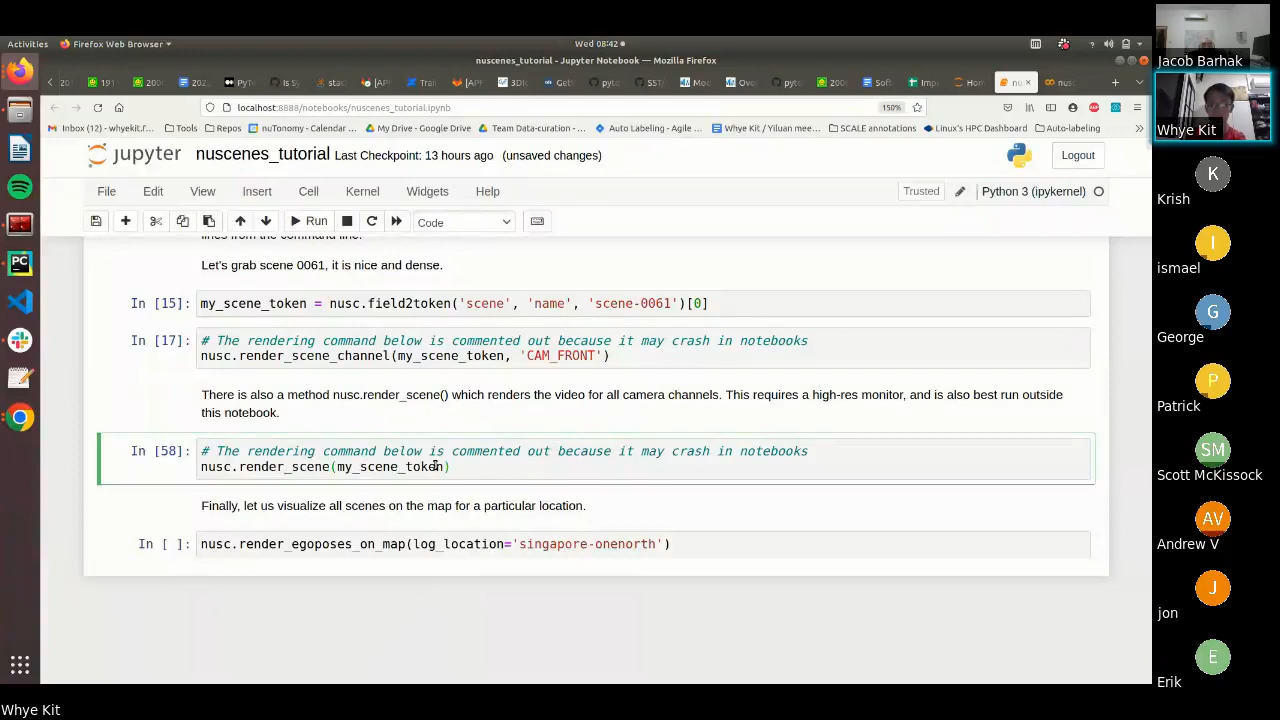 Activities
Firefox Web Browser
Wed 08:42
nuscenes_tutorial - Jupyter Notebook — Mozilla Firefox
localhost:8888/notebooks/nuscenes_tutorial.ipynb
150%
Inbox (12) - whyekit.f...
Tools
Repos
nuTonomy - Calendar ...
My Drive - Google Drive
Team Data-curation - ...
Auto Labeling - Agile ...
Whye Kit / Yiluan mee...
SCALE annotations
Linux's HPC Dashboard
Auto-labeling
jupyter
nuscenes_tutorial
Last Checkpoint: 13 hours ago (unsaved changes)
Logout
File
Edit
View
Insert
Cell
Kernel
Widgets
Help
Trusted
Python 3 (ipykernel)
Run
Code
lines from the command line.
Let's grab scene 0061, it is nice and dense.
In [15]: my_scene_token = nusc.field2token('scene', 'name', 'scene-0061')[0]
In [17]: # The rendering command below is commented out because it may crash in notebooks
nusc.render_scene_channel(my_scene_token, 'CAM_FRONT')
There is also a method nusc.render_scene() which renders the video for all camera channels. This requires a high-res monitor, and is also best run outside
this notebook.
In [58]: # The rendering command below is commented out because it may crash in notebooks
nusc.render_scene(my_scene_token)
Finally, let us visualize all scenes on the map for a particular location.
In [ ]: nusc.render_egoposes_on_map(log_location='singapore-onenorth')
Whye Kit
Jacob Barhak
Whye Kit
K
Krish
I
ismael
G
George
P
Patrick
SM
Scott McKissock
AV
Andrew V
J
jon
E
Erik